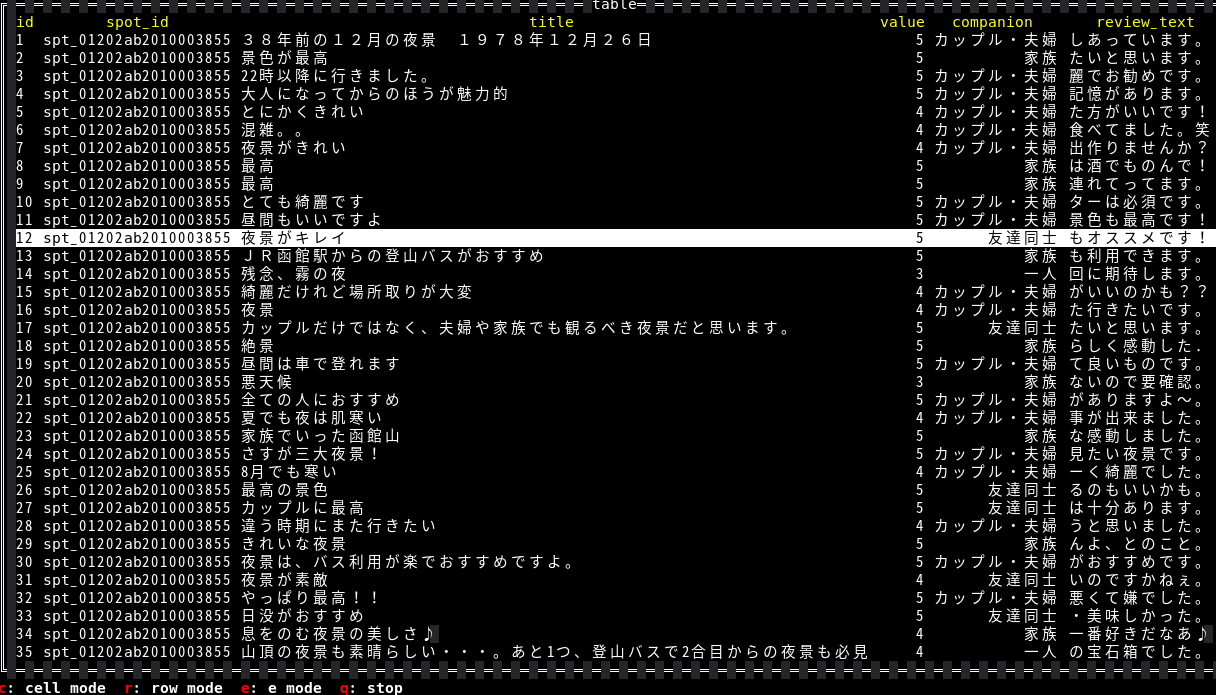 table
id spot_id title value companion review_text
1 spt_01202ab2010003855 38年前の12月の夜景 1978年12月26日 5 カップル・夫婦 しあっています。
2 spt_01202ab2010003855 景色が最高 5 家族 たいと思います。
3 spt_01202ab2010003855 22時以降に行きました。 5 カップル・夫婦 麗でお勧めです。
4 spt_01202ab2010003855 大人になってからのほうが魅力的 5 カップル・夫婦 記憶があります。
5 spt_01202ab2010003855 とにかくきれい 4 カップル・夫婦 た方がいいです！
6 spt_01202ab2010003855 混雑。。 4 カップル・夫婦 食べてました。笑
7 spt_01202ab2010003855 夜景がきれい 4 カップル・夫婦 出作りませんか？
8 spt_01202ab2010003855 最高 5 家族 は酒でものんで！
9 spt_01202ab2010003855 最高 5 家族 連れてってます。
10 spt_01202ab2010003855 とても綺麗です 5 カップル・夫婦 ターは必須です。
11 spt_01202ab2010003855 昼間もいいですよ 5 カップル・夫婦 景色も最高です！
12 spt_01202ab2010003855 夜景がキレイ 5 友達同士 もオススメです！
13 spt_01202ab2010003855 ＪＲ函館駅からの登山バスがおすすめ 5 家族 も利用できます。
14 spt_01202ab2010003855 残念、霧の夜 3 一人 回に期待します。
15 spt_01202ab2010003855 綺麗だけれど場所取りが大変 4 カップル・夫婦 がいいのかも？？
16 spt_01202ab2010003855 夜景 4 カップル・夫婦 た行きたいです。
17 spt_01202ab2010003855 カップルだけではなく、夫婦や家族でも観るべき夜景だと思います。 5 友達同士 たいと思います。
18 spt_01202ab2010003855 絶景 5 家族 らしく感動した．
19 spt_01202ab2010003855 昼間は車で登れます 5 カップル・夫婦 て良いものです。
20 spt_01202ab2010003855 悪天候 3 家族 ないので要確認。
21 spt_01202ab2010003855 全ての人におすすめ 5 カップル・夫婦 がありますよ～。
22 spt_01202ab2010003855 夏でも夜は肌寒い 4 カップル・夫婦 事が出来ました。
23 spt_01202ab2010003855 家族でいった函館山 5 家族 な感動しました。
24 spt_01202ab2010003855 さすが三大夜景！ 5 カップル・夫婦 見たい夜景です。
25 spt_01202ab2010003855 8月でも寒い 4 カップル・夫婦 ーく綺麗でした。
26 spt_01202ab2010003855 最高の景色 5 友達同士 るのもいいかも。
27 spt_01202ab2010003855 カップルに最高 5 友達同士 は十分あります。
28 spt_01202ab2010003855 違う時期にまた行きたい 4 カップル・夫婦 うと思いました。
29 spt_01202ab2010003855 きれいな夜景 5 家族 んよ、とのこと。
30 spt_01202ab2010003855 夜景は、バス利用が楽でおすすめですよ。 5 カップル・夫婦 がおすすめです。
31 spt_01202ab2010003855 夜景が素敵 4 友達同士 いのですかねぇ。
32 spt_01202ab2010003855 やっぱり最高！！ 5 カップル・夫婦 悪くて嫌でした。
33 spt_01202ab2010003855 日没がおすすめ 5 友達同士 ・美味しかった。
34 spt_01202ab2010003855 息をのむ夜景の美しさ♪ 4 家族 一番好きだなあ♪
35 spt_01202ab2010003855 山頂の夜景も素晴らしい・・・。あと1つ、登山バスで2合目からの夜景も必見 4 一人 の宝石箱でした。
c: cell mode r: row mode e: e mode q: stop